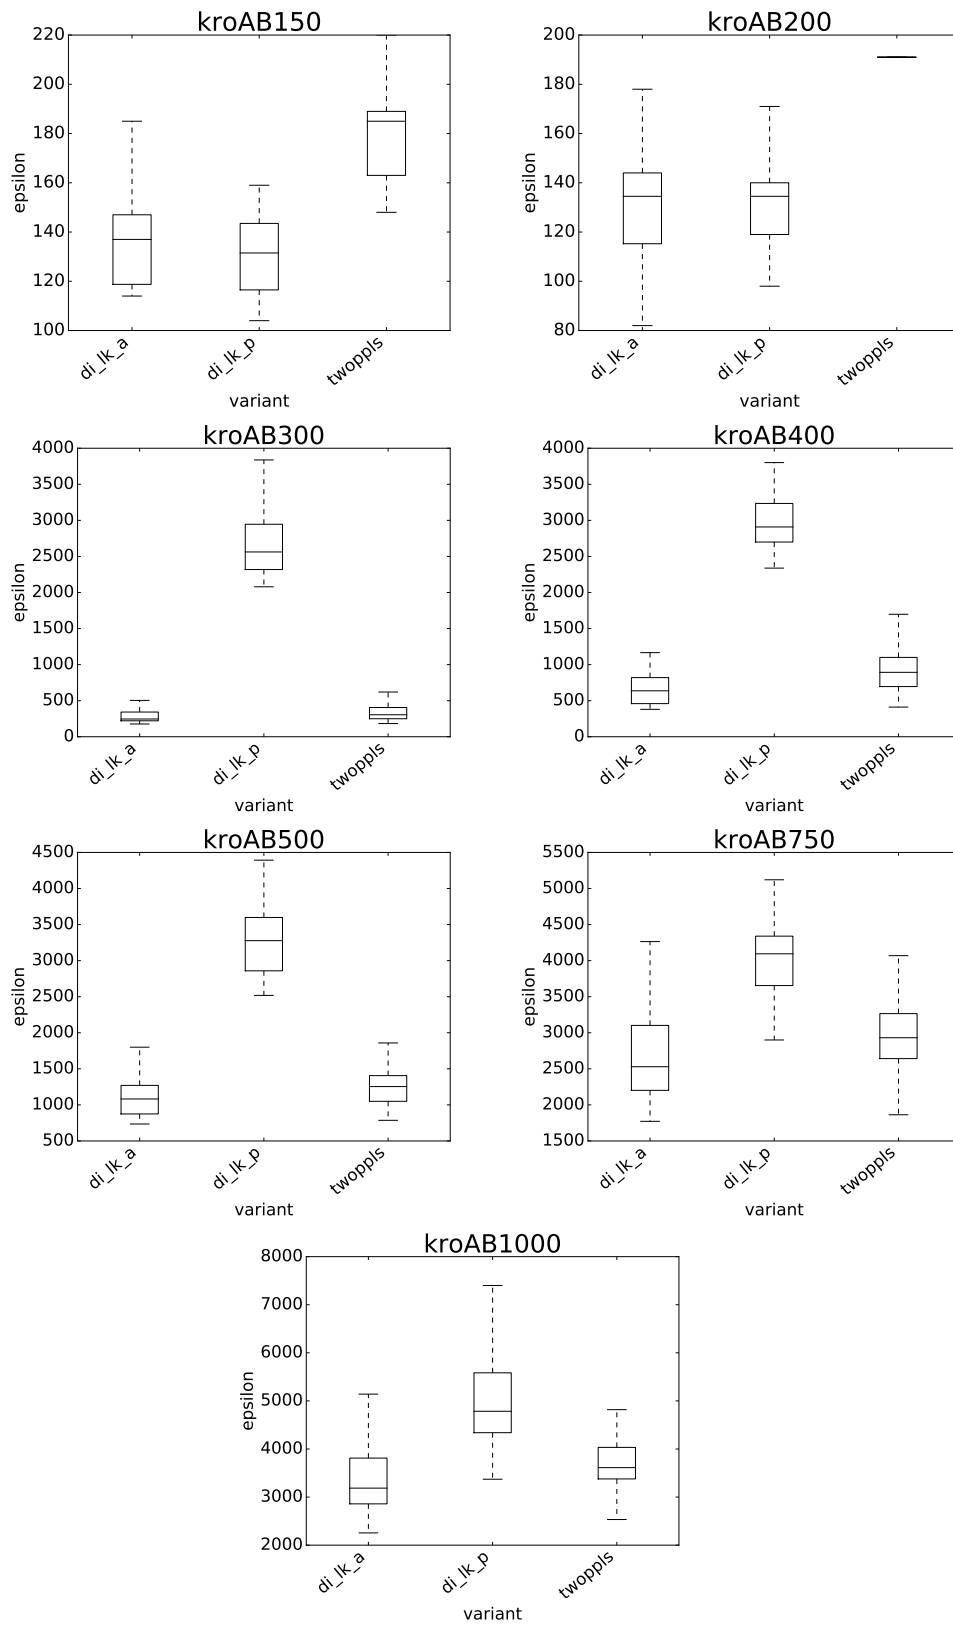 kroAB150
220
200
180
160
140
120
100
epsilon
di_lk_a
di_lk_p
twoppls
variant
kroAB200
200
180
160
140
120
100
80
epsilon
di_lk_a
di_lk_p
twoppls
variant
kroAB300
4000
3500
3000
2500
2000
1500
1000
500
0
epsilon
di_lk_a
di_lk_p
twoppls
variant
kroAB400
4000
3500
3000
2500
2000
1500
1000
500
0
epsilon
di_lk_a
di_lk_p
twoppls
variant
kroAB500
4500
4000
3500
3000
2500
2000
1500
1000
500
epsilon
di_lk_a
di_lk_p
twoppls
variant
kroAB750
5500
5000
4500
4000
3500
3000
2500
2000
1500
epsilon
di_lk_a
di_lk_p
twoppls
variant
kroAB1000
8000
7000
6000
5000
4000
3000
2000
epsilon
di_lk_a
di_lk_p
twoppls
variant